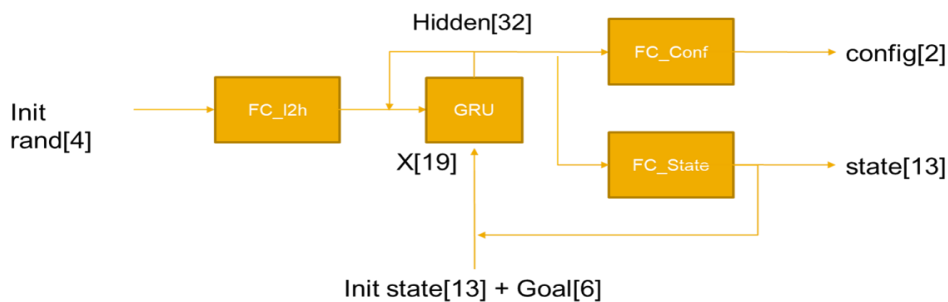 Hidden[32]
FC_Conf
config[2]
Init
rand[4]
FC_I2h
GRU
X[19]
FC_State
state[13]
Init state[13] + Goal[6]